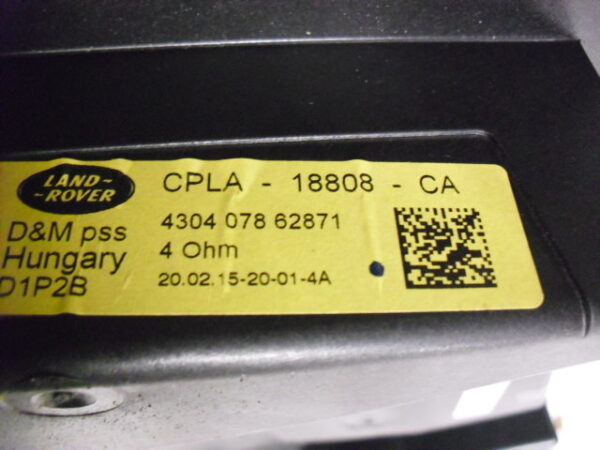 LAND-
-ROVER
CPLA - 18808 - CA
D&M pss
4304 078 62871
Hungary
4 Ohm
D1P2B
20.02.15-20-01-4A